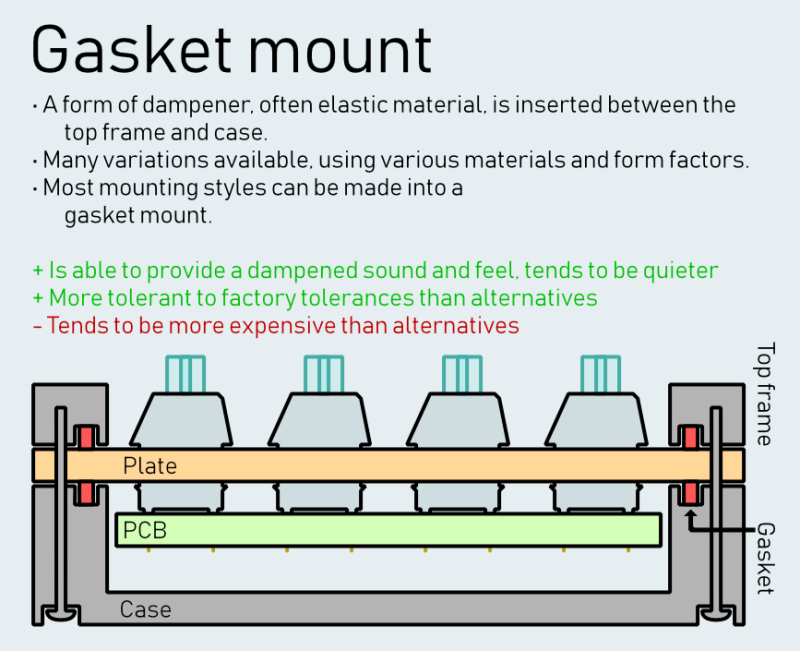 Gasket mount
· A form of dampener, often elastic material, is inserted between the
top frame and case.
· Many variations available, using various materials and form factors.
· Most mounting styles can be made into a
gasket mount.
+ Is able to provide a dampened sound and feel, tends to be quieter
+ More tolerant to factory tolerances than alternatives
- Tends to be more expensive than alternatives
Top frame
Plate
PCB
Gasket
Case